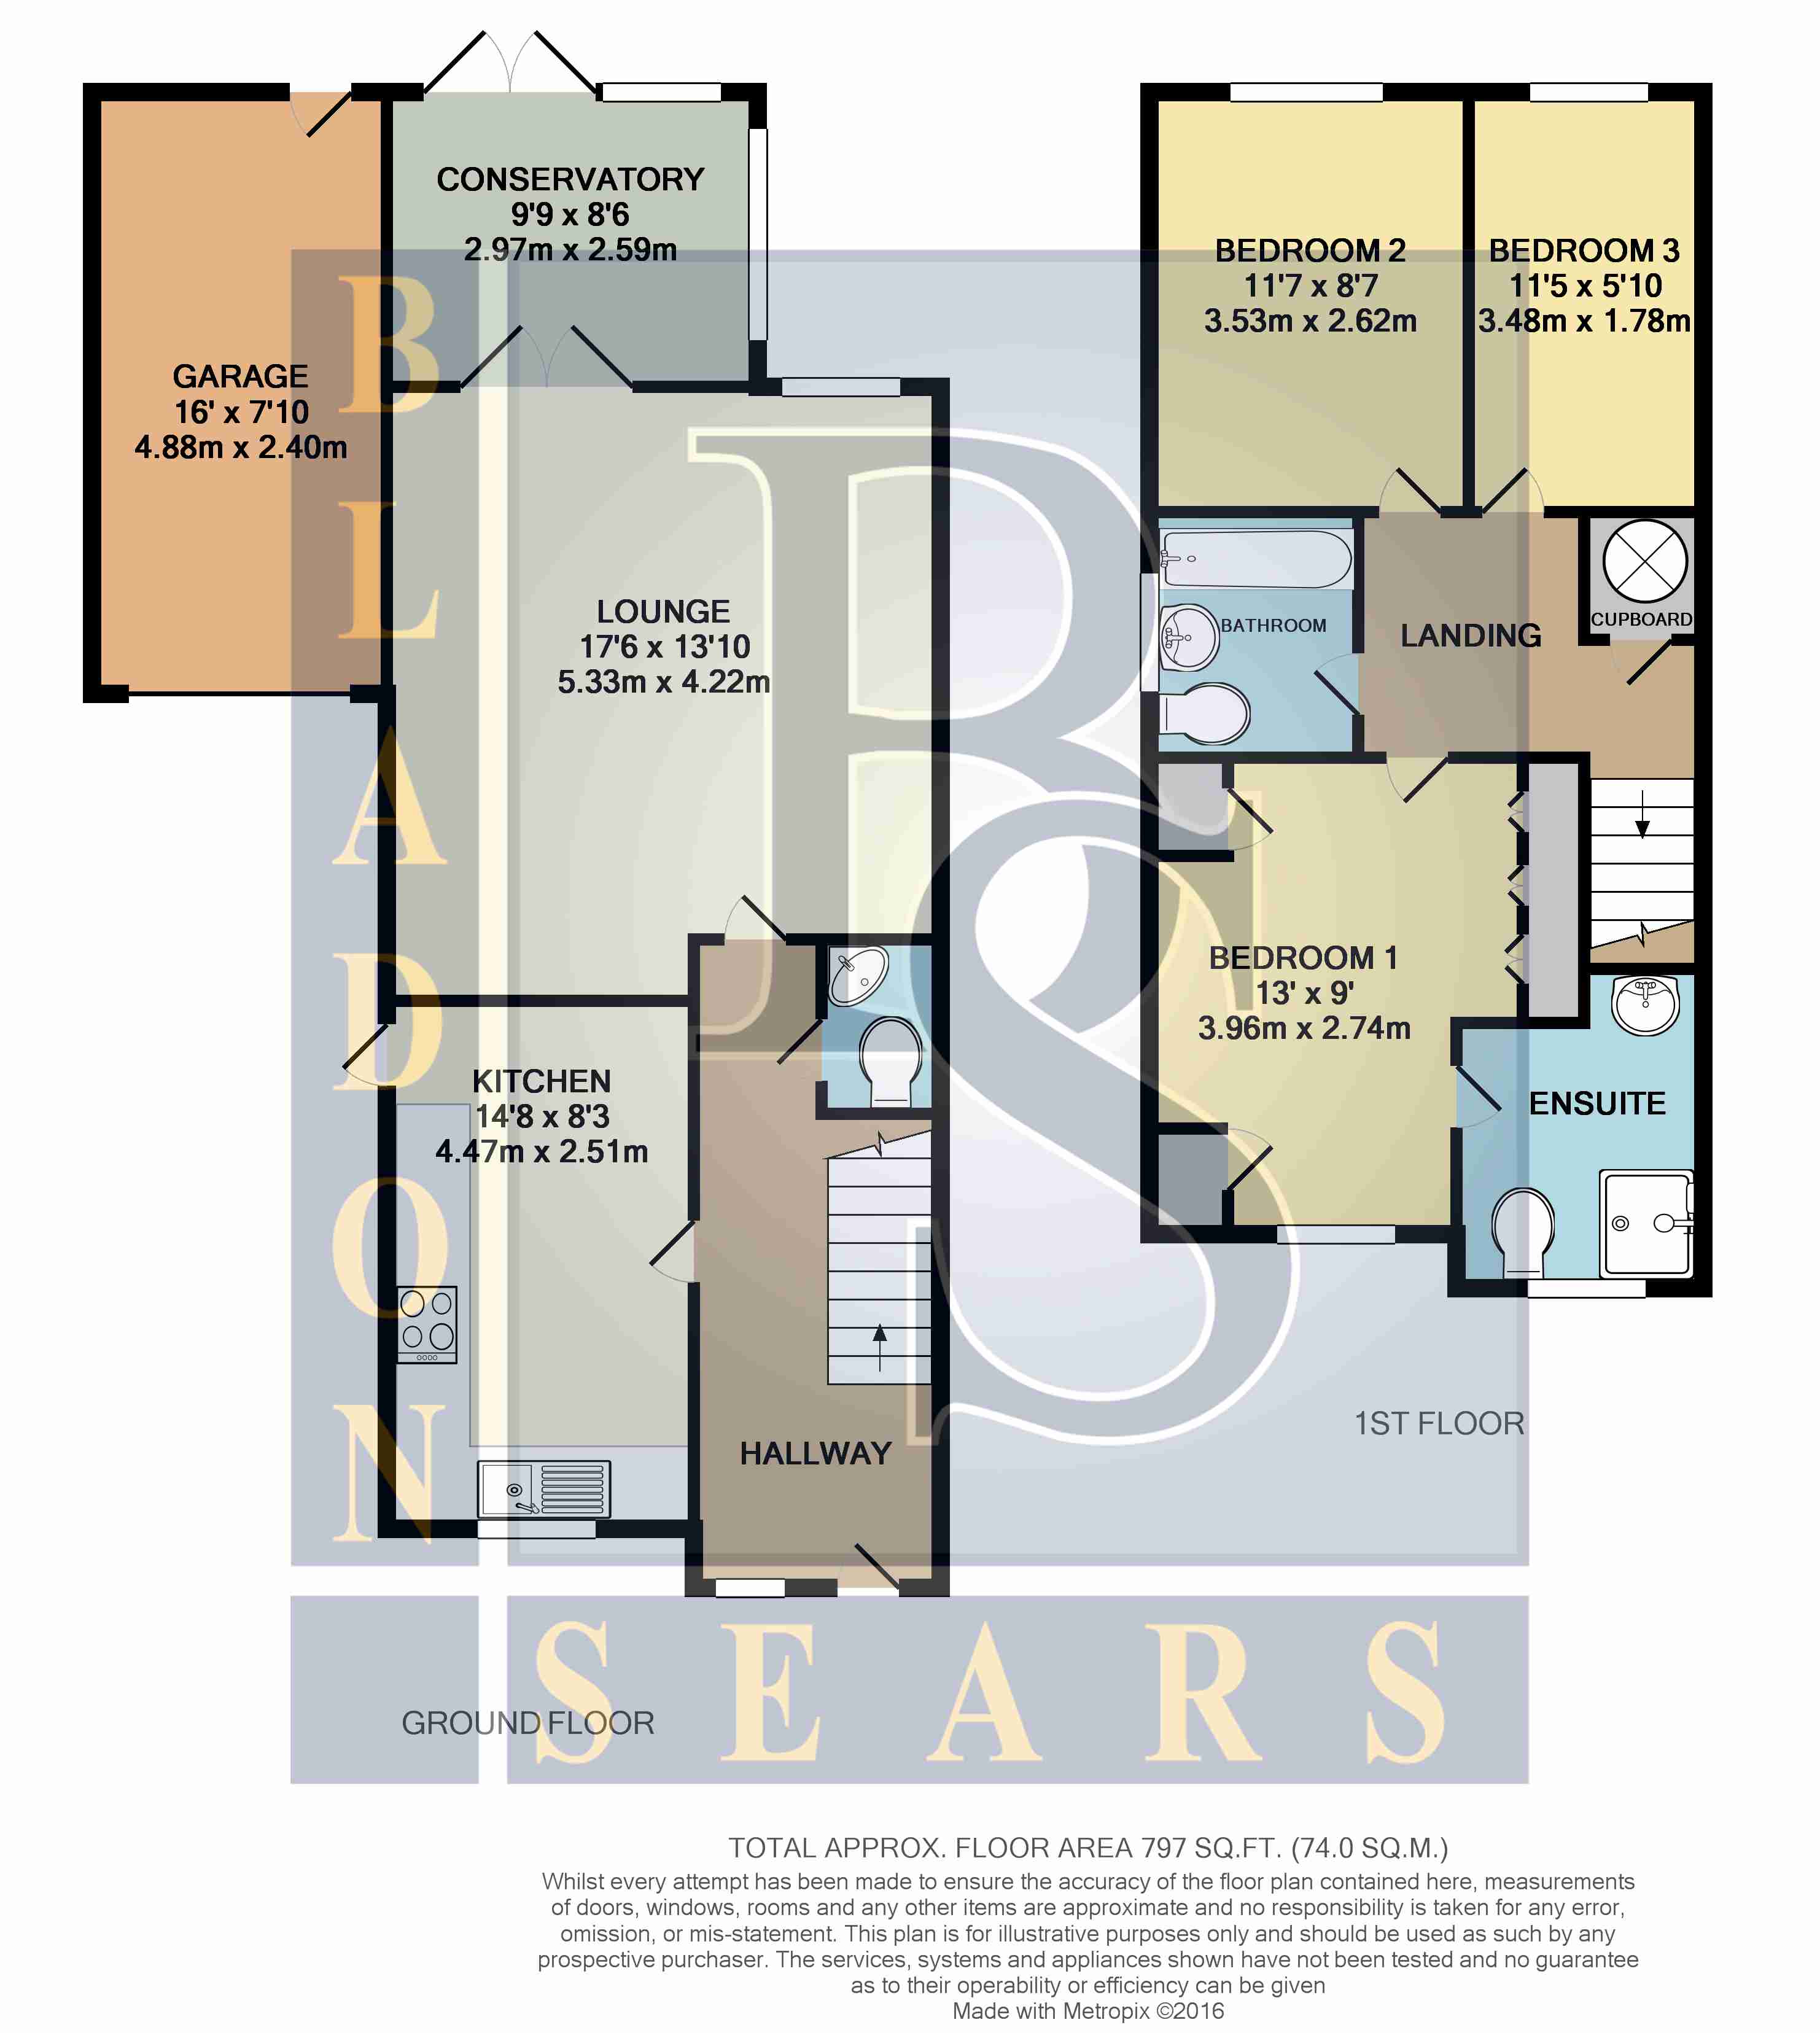 CONSERVATORY
9'9 x 8'6
2.97m x 2.59m
GARAGE
16' x 7'10
4.88m x 2.40m
LOUNGE
17'6 x 13'10
5.33m x 4.22m
KITCHEN
14'8 x 8'3
4.47m x 2.51m
HALLWAY
GROUND FLOOR
BEDROOM 2
11'7 x 8'7
3.53m x 2.62m
BEDROOM 3
11'5 x 5'10
3.48m x 1.78m
BATHROOM
LANDING
CUPBOARD
BEDROOM 1
13' x 9'
3.96m x 2.74m
ENSUITE
1ST FLOOR
BLADON
B&S
SEARS
TOTAL APPROX. FLOOR AREA 797 SQ.FT. (74.0 SQ.M.)
Whilst every attempt has been made to ensure the accuracy of the floor plan contained here, measurements
of doors, windows, rooms and any other items are approximate and no responsibility is taken for any error,
omission, or mis-statement. This plan is for illustrative purposes only and should be used as such by any
prospective purchaser. The services, systems and appliances shown have not been tested and no guarantee
as to their operability or efficiency can be given
Made with Metropix ©2016